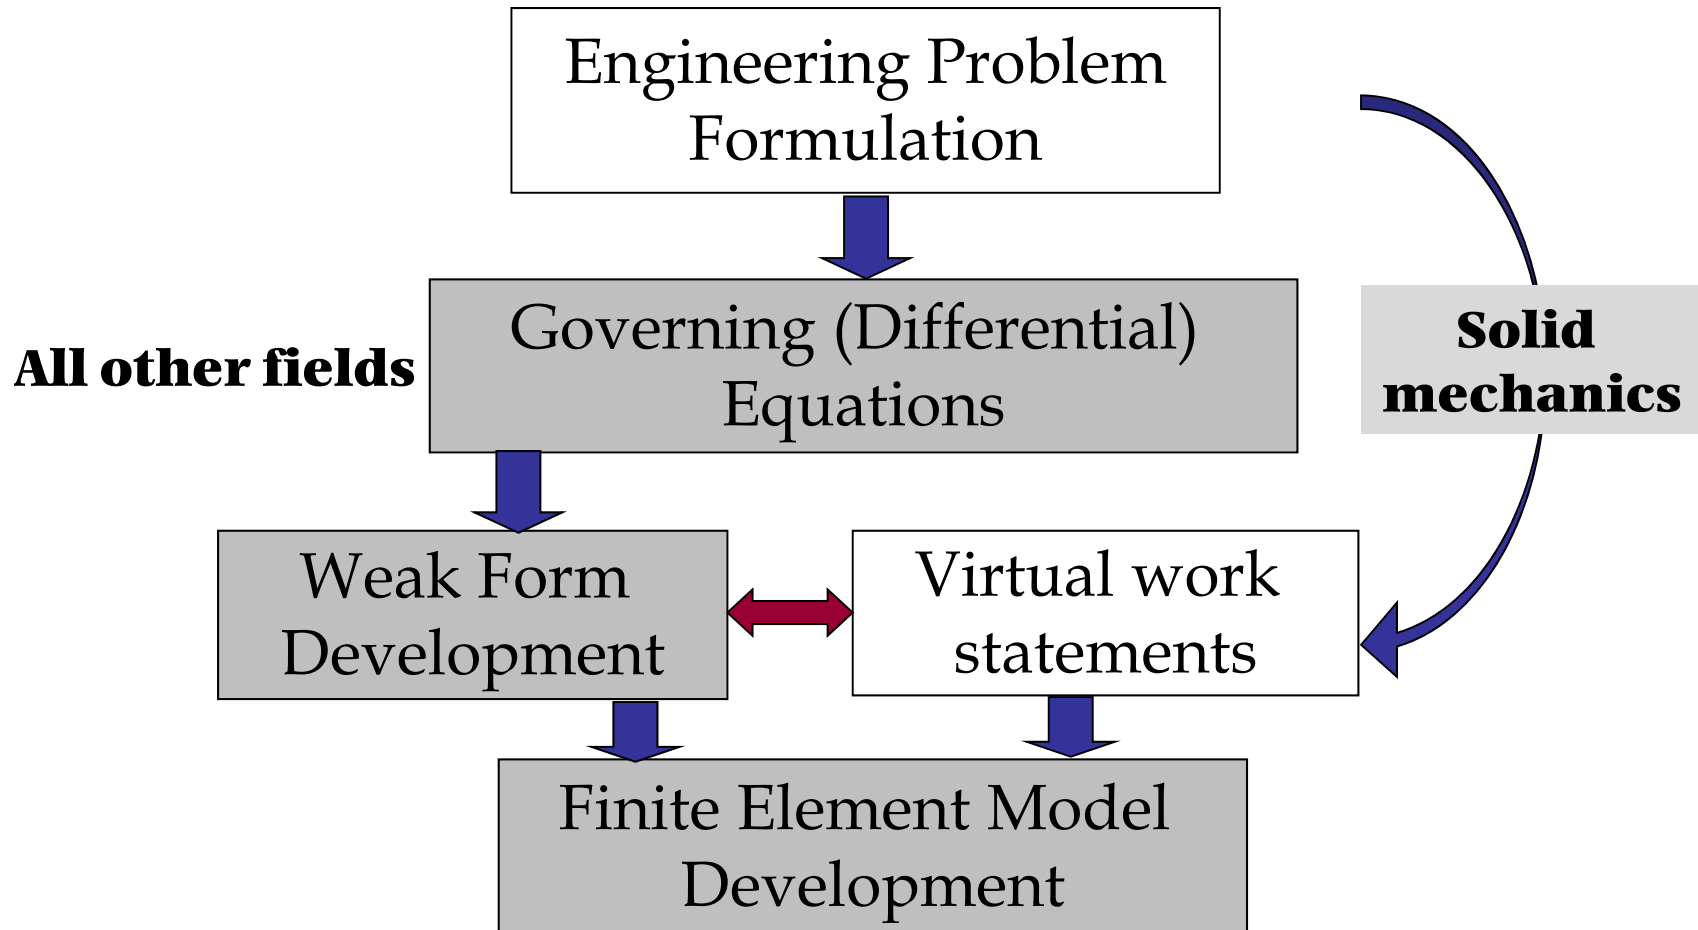 Engineering Problem
Formulation
Governing (Differential)
Equations
All other fields
Solid
mechanics
Weak Form
Development
Virtual work
statements
Finite Element Model
Development